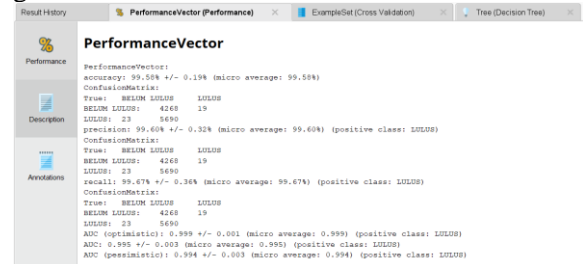 Result History
PerformanceVector (Performance)
ExampleSet (Cross Validation)
Tree (Decision Tree)
Performance
Description
Annotations
PerformanceVector
PerformanceVector:
accuracy: 99.58% +/- 0.19% (micro average: 99.58%)
ConfusionMatrix:
True: BELUM LULUS LULUS
BELUM LULUS: 4268 19
LULUS: 23 5690
precision: 99.60% +/- 0.32% (micro average: 99.60%) (positive class: LULUS)
ConfusionMatrix:
True: BELUM LULUS LULUS
BELUM LULUS: 4268 19
LULUS: 23 5690
recall: 99.67% +/- 0.36% (micro average: 99.67%) (positive class: LULUS)
ConfusionMatrix:
True: BELUM LULUS LULUS
BELUM LULUS: 4268 19
LULUS: 23 5690
AUC (optimistic): 0.999 +/- 0.001 (micro average: 0.999) (positive class: LULUS)
AUC: 0.995 +/- 0.003 (micro average: 0.995) (positive class: LULUS)
AUC (pessimistic): 0.994 +/- 0.003 (micro average: 0.994) (positive class: LULUS)